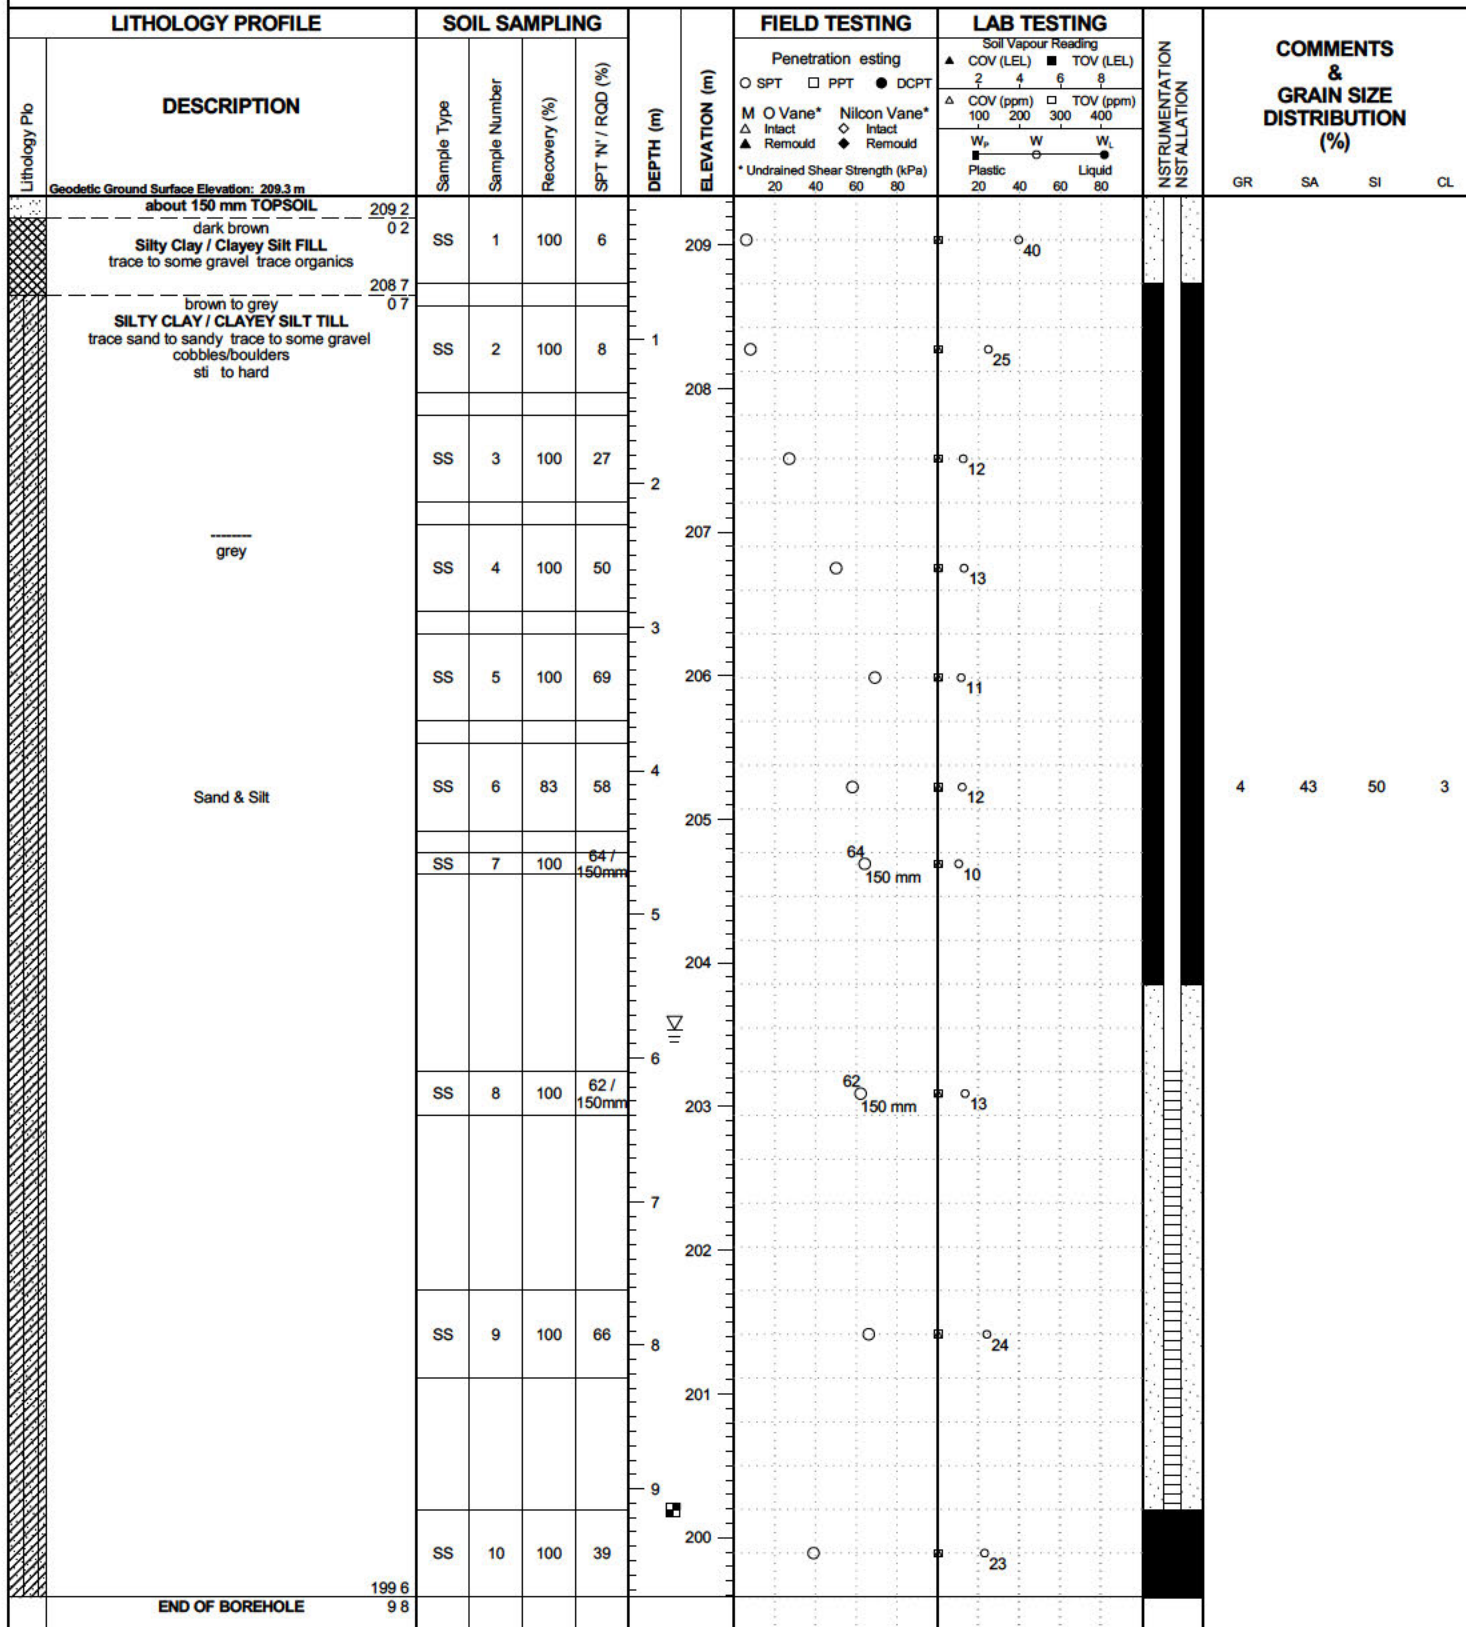 LITHOLOGY PROFILE
SOIL SAMPLING
FIELD TESTING
LAB TESTING
Lithology Plo
DESCRIPTION
Geodetic Ground Surface Elevation: 209.3 m
Sample Type
Sample Number
Recovery (%)
SPT 'N' / RQD (%)
DEPTH (m)
ELEVATION (m)
Penetration esting
SPT PPT DCPT
M O Vane* Nilcon Vane*
Intact Intact
Remould Remould
* Undrained Shear Strength (kPa)
20 40 60 80
Soil Vapour Reading
COV (LEL) TOV (LEL)
2 4 6 8
COV (ppm) TOV (ppm)
100 200 300 400
WP W WL
Plastic Liquid
20 40 60 80
NSTRUMENTATION
NSTALLATION
COMMENTS
&
GRAIN SIZE
DISTRIBUTION
(%)
GR SA SI CL
about 150 mm TOPSOIL 209 2
dark brown 0 2
Silty Clay / Clayey Silt FILL
trace to some gravel trace organics
208 7
brown to grey 0 7
SILTY CLAY / CLAYEY SILT TILL
trace sand to sandy trace to some gravel
cobbles/boulders
sti to hard
grey
Sand & Silt
199 6
END OF BOREHOLE 9 8
SS 1 100 6
SS 2 100 8
SS 3 100 27
SS 4 100 50
SS 5 100 69
SS 6 83 58
SS 7 100 64 /
150mm
SS 8 100 62 /
150mm
SS 9 100 66
SS 10 100 39
1
2
3
4
5
6
7
8
9
209
208
207
206
205
204
203
202
201
200
64
150 mm
62
150 mm
40
25
12
13
11
12
10
13
24
23
4 43 50 3